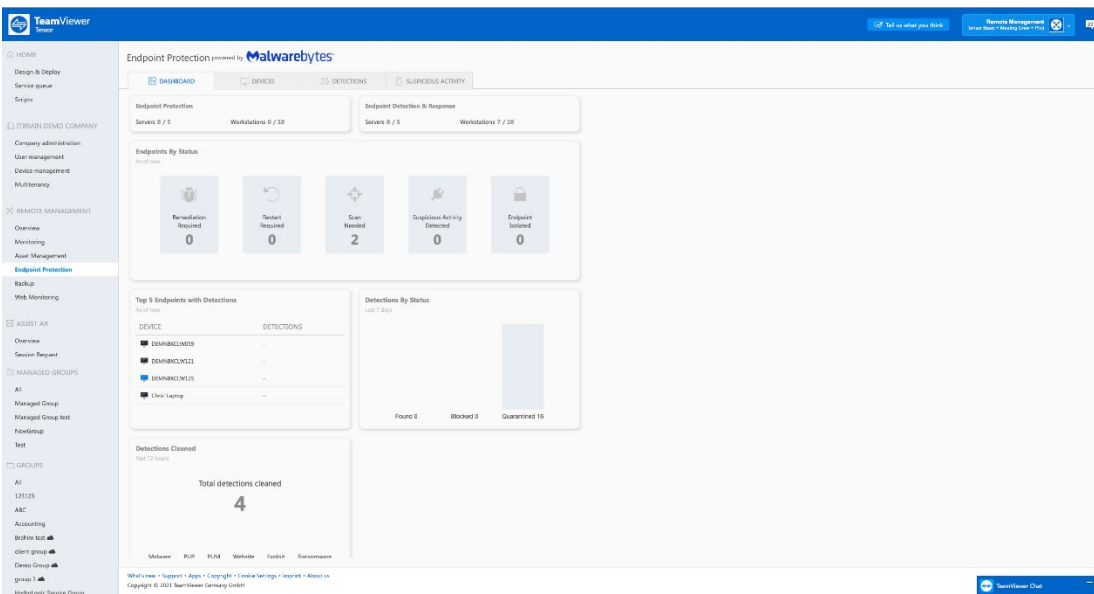 TeamViewer
Tensor
Tell us what you think
Remote Management
HOME
Design & Deploy
Service queue
Scripts
ITBRAIN DEMO COMPANY
Company administration
User management
Device management
Multitenancy
REMOTE MANAGEMENT
Overview
Monitoring
Asset Management
Endpoint Protection
Backup
Web Monitoring
ASSIST AR
Overview
Session Request
MANAGED GROUPS
All
Managed Group
Managed Group test
NewGroup
Test
GROUPS
All
123123
ABC
Accounting
Brahim test
client group
Demo Group
group 1
Endpoint Protection powered by Malwarebytes
DASHBOARD DEVICES DETECTIONS SUSPICIOUS ACTIVITY
Endpoint Protection
Servers 0 / 5 Workstations 0 / 10
Endpoint Detection & Response
Servers 0 / 5 Workstations 7 / 10
Endpoints By Status
As of now
Remediation Required
0
Restart Required
0
Scan Needed
2
Suspicious Activity Detected
0
Endpoint Isolated
0
Top 5 Endpoints with Detections
As of now
DEVICE DETECTIONS
DEMNBKCLW039 -
DEMNBKCLW121 -
DEMNBKCLW125 -
Chris' Laptop -
Detections By Status
Last 7 days
Found 0 Blocked 0 Quarantined 16
Detections Cleaned
Past 72 hours
Total detections cleaned
4
Malware PUP PUM Website Exploit Ransomware
What's new • Support • Apps • Copyright • Cookie Settings • Imprint • About us
Copyright © 2021 TeamViewer Germany GmbH
TeamViewer Chat